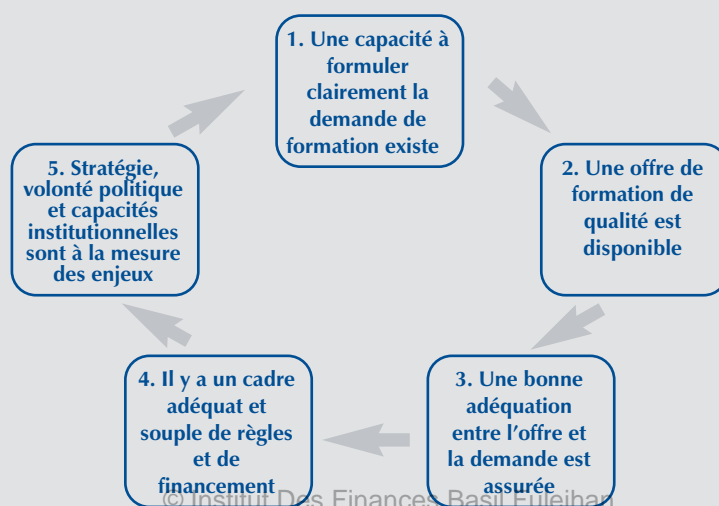 1. Une capacité à
formuler
clairement la
demande de
formation existe
2. Une offre de
formation de
qualité est
disponible
3. Une bonne
adéquation
entre l'offre et
la demande est
assurée
4. Il y a un cadre
adéquat et
souple de règles
et de
financement
5. Stratégie,
volonté politique
et capacités
institutionnelles
sont à la mesure
des enjeux
© Institut Des Finances Basil Fuleihan